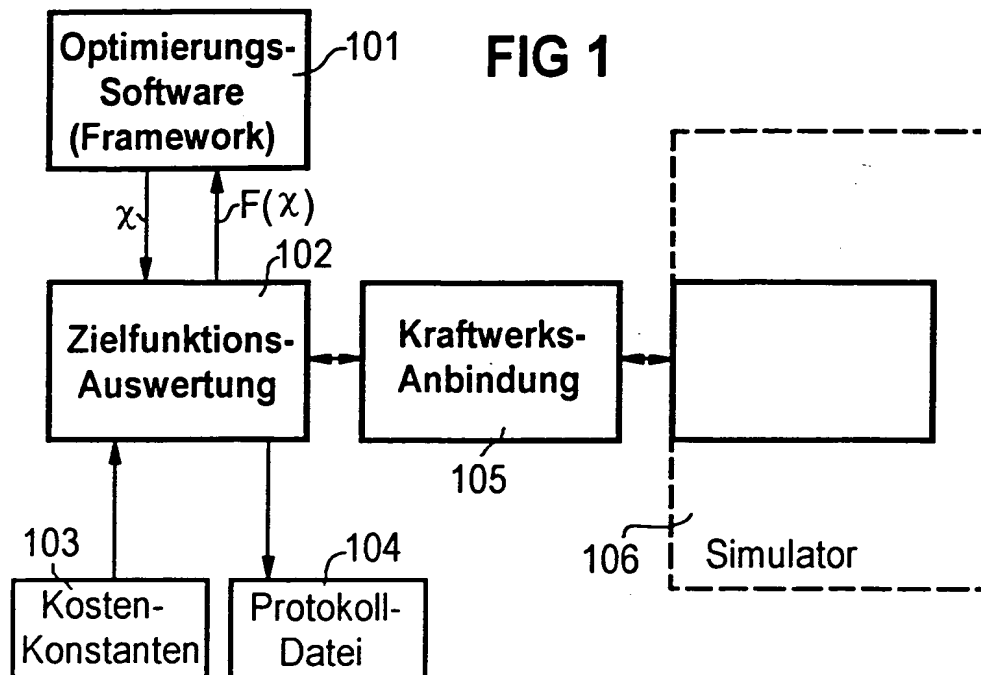 FIG 1
Optimierungs-
Software
(Framework)
101
χ
F(χ)
102
Zielfunktions-
Auswertung
Kraftwerks-
Anbindung
105
103
Kosten-
Konstanten
104
Protokoll-
Datei
106
Simulator